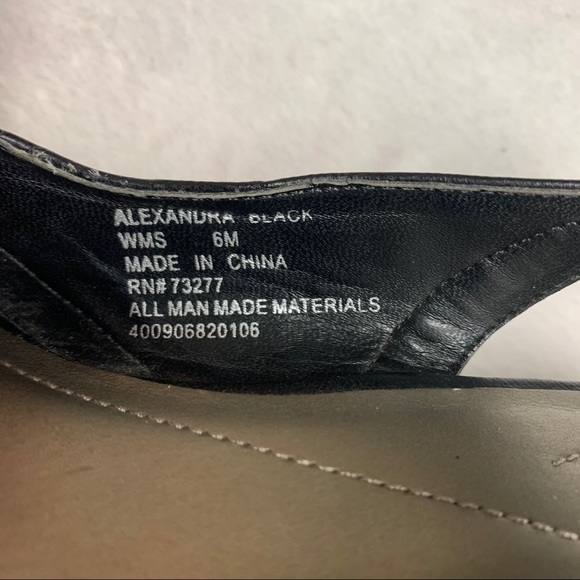 ALEXANDRA BLACK
WMS 6M
MADE IN CHINA
RN# 73277
ALL MAN MADE MATERIALS
400906820106